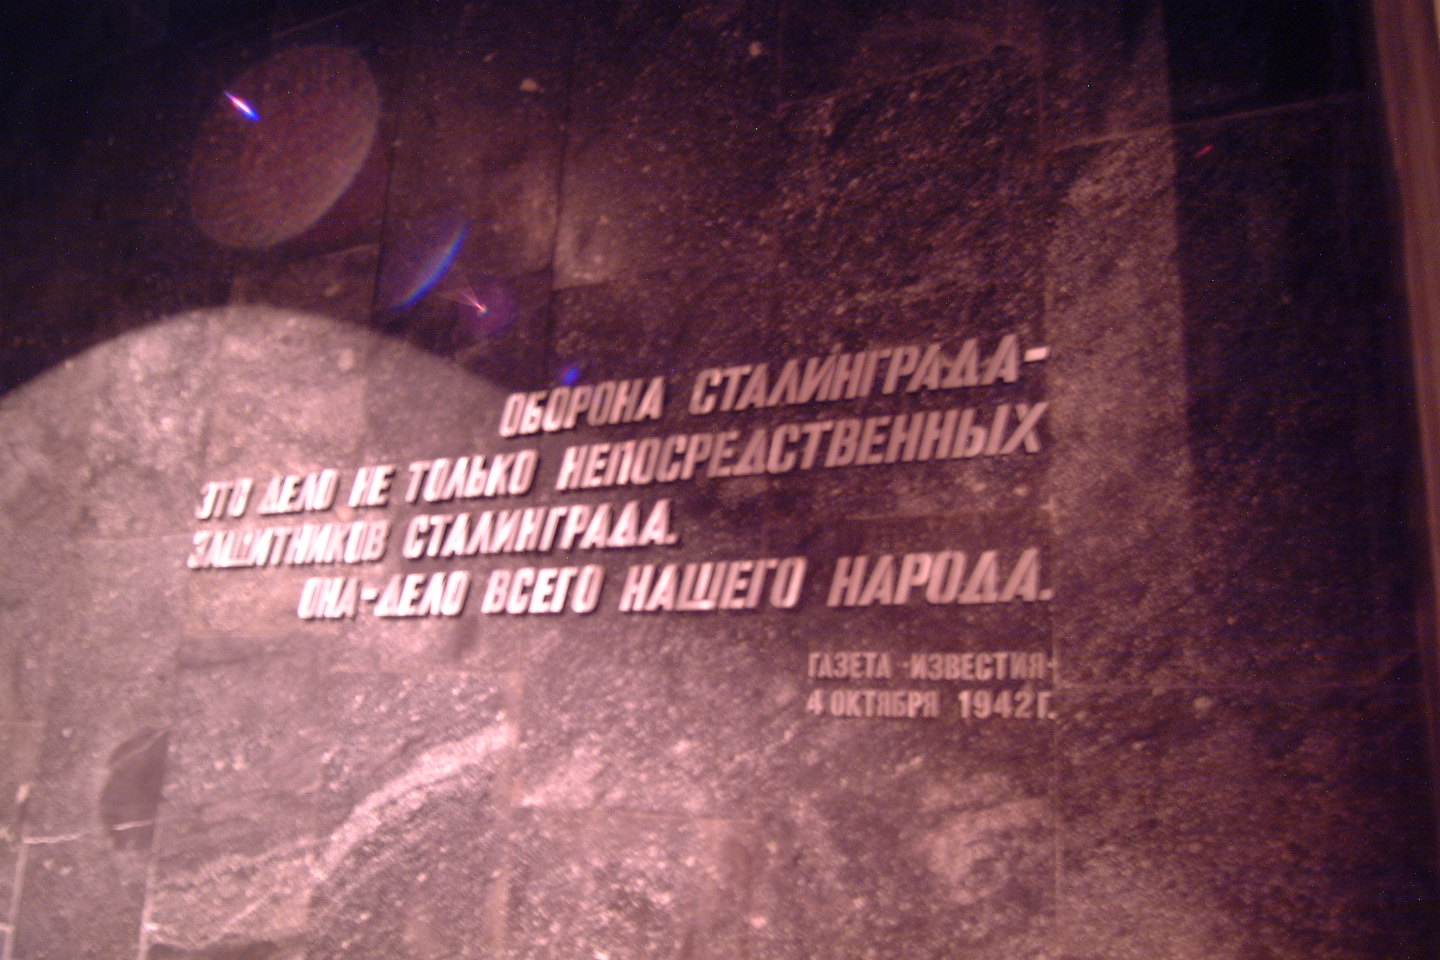 ОБОРОНА СТАЛИНГРАДА-
ЭТО ДЕЛО НЕ ТОЛЬКО НЕПОСРЕДСТВЕННЫХ
ЗАЩИТНИКОВ СТАЛИНГРАДА.
ОНА-ДЕЛО ВСЕГО НАШЕГО НАРОДА.
ГАЗЕТА "ИЗВЕСТИЯ"
4 ОКТЯБРЯ 1942 Г.